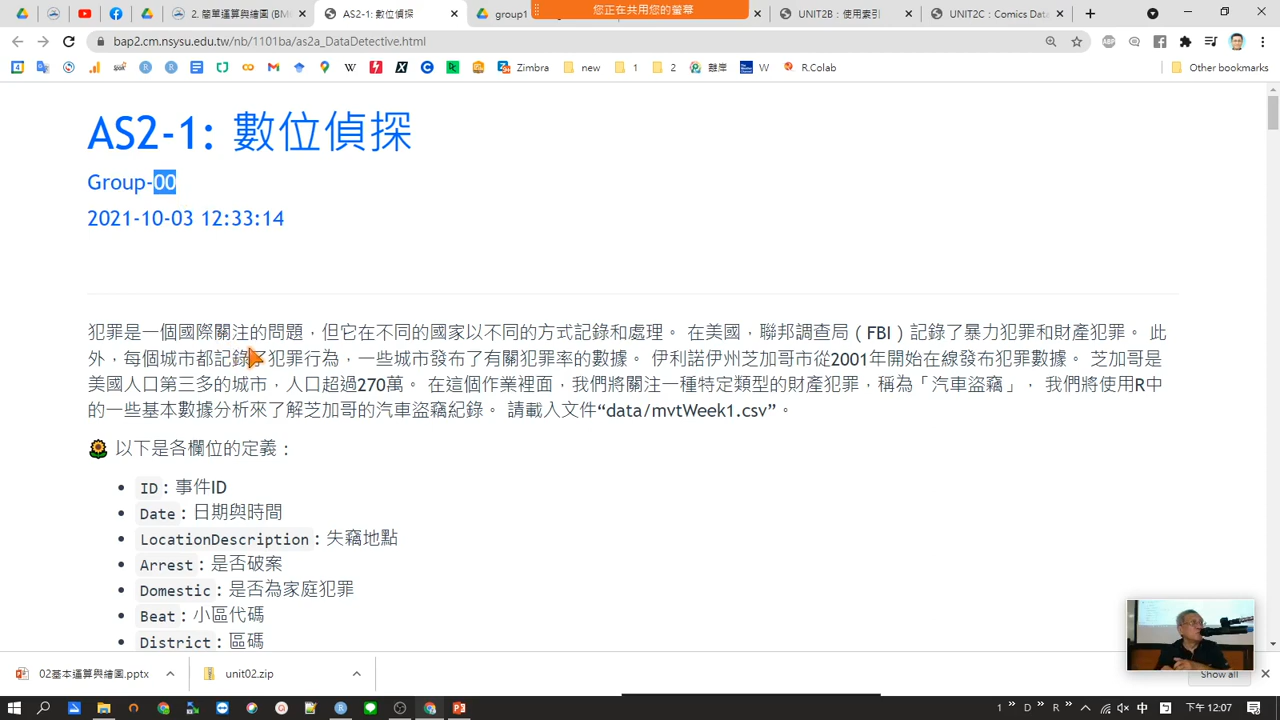 2. 簡單運算與繪圖 (BM
AS2-1: 數位偵探
group1
您正在共用您的螢幕
UNIT2B：使用索引
UNIT2C：Comics Data
bap2.cm.nsysu.edu.tw/nb/1101ba/as2a_DataDetective.html
Zimbra
new
1
2
離岸
W
R.Colab
Other bookmarks
AS2-1: 數位偵探
Group-00
2021-10-03 12:33:14
犯罪是一個國際關注的問題，但它在不同的國家以不同的方式記錄和處理。 在美國，聯邦調查局（FBI）記錄了暴力犯罪和財產犯罪。 此
外，每個城市都記錄了犯罪行為，一些城市發布了有關犯罪率的數據。 伊利諾伊州芝加哥市從2001年開始在線發布犯罪數據。 芝加哥是
美國人口第三多的城市，人口超過270萬。 在這個作業裡面，我們將關注一種特定類型的財產犯罪，稱為「汽車盜竊」， 我們將使用R中
的一些基本數據分析來了解芝加哥的汽車盜竊紀錄。 請載入文件“data/mvtWeek1.csv”。
以下是各欄位的定義：
ID：事件ID
Date：日期與時間
LocationDescription：失竊地點
Arrest：是否破案
Domestic：是否為家庭犯罪
Beat：小區代碼
District：區碼
02基本運算與繪圖.pptx
unit02.zip
Show all
1
D
R
中
下午 12:07